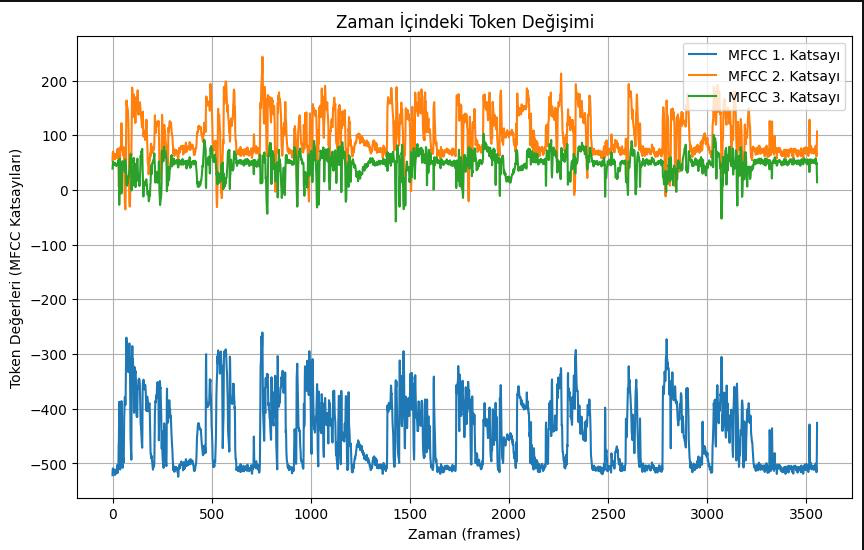 Zaman İçindeki Token Değişimi
MFCC 1. Katsayı
MFCC 2. Katsayı
MFCC 3. Katsayı
Token Değerleri (MFCC Katsayıları)
200
100
0
−100
−200
−300
−400
−500
0 500 1000 1500 2000 2500 3000 3500
Zaman (frames)